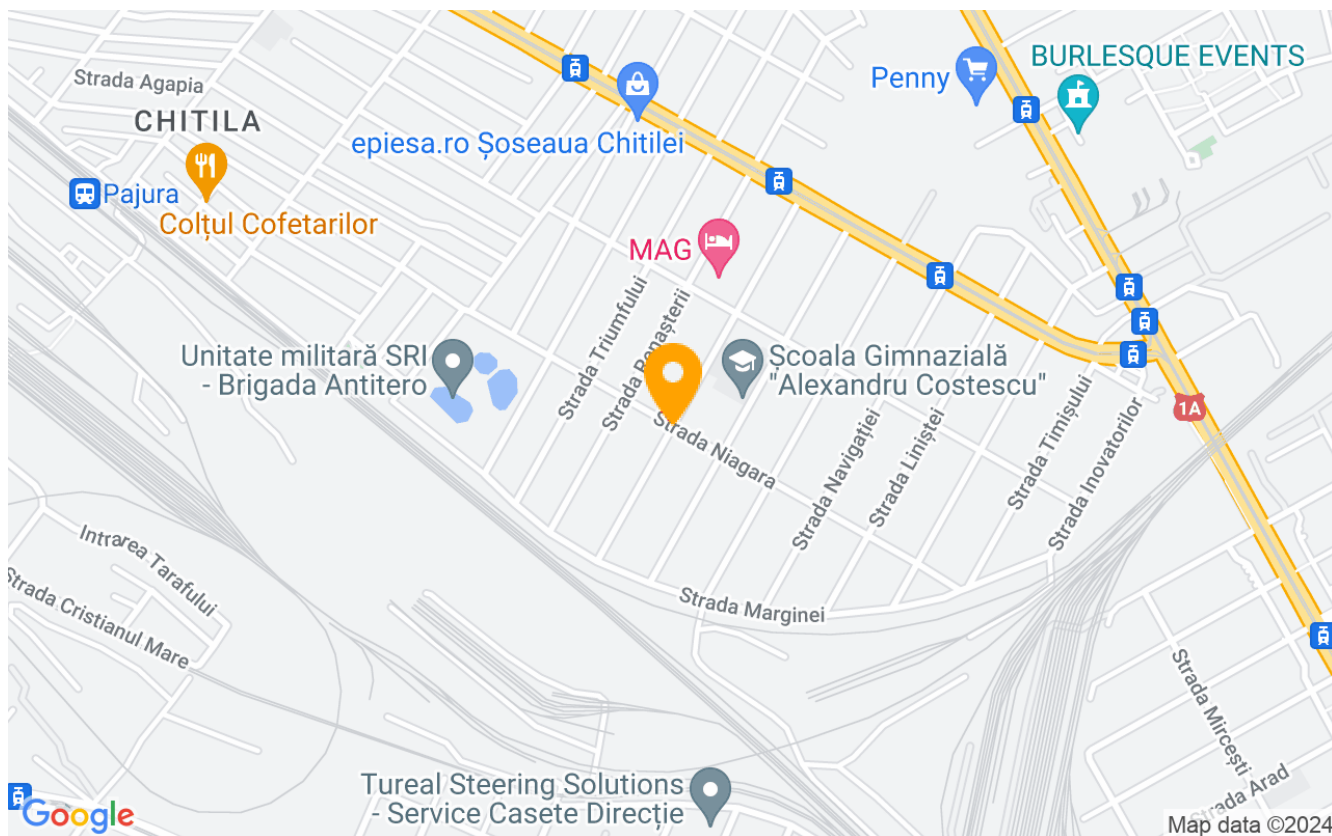 Strada Agapia
CHITILA
Pajura
Colțul Cofetarilor
epiesa.ro Șoseaua Chitilei
Penny
BURLESQUE EVENTS
MAG
Strada Triumfului
Strada Renașterii
Unitate militară SRI
- Brigada Antitero
Școala Gimnazială
"Alexandru Costescu"
1A
Strada Niagara
Strada Navigației
Strada Liniștei
Strada Timișului
Strada Inovatorilor
Strada Marginei
Intrarea Tarafului
Strada Cristianul Mare
Strada Mircești
Strada Arad
Tureal Steering Solutions
- Service Casete Direcție
Google
Map data ©2024